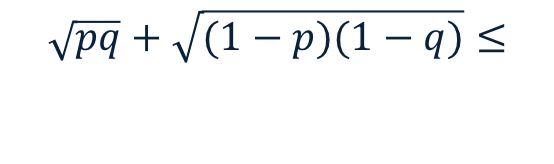 √pq + √(1 − p)(1 − q) ≤